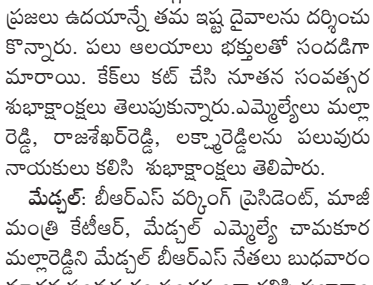 ప్రజలు ఉదయాన్నే తమ ఇష్ట దైవాలను దర్శించు
కొన్నారు. పలు ఆలయాలు భక్తులతో సందడిగా
మారాయి. కేక్‌లు కట్ చేసి నూతన సంవత్సర
శుభాకాంక్షలు తెలుపుకున్నారు.ఎమ్మెల్యేలు మల్లా
రెడ్డి, రాజశేఖర్‌రెడ్డి, లక్ష్మారెడ్డిలను పలువురు
నాయకులు కలిసి శుభాకాంక్షలు తెలిపారు.
మేడ్చల్: బీఆర్ఎస్ వర్కింగ్ ప్రెసిడెంట్, మాజీ
మంత్రి కేటీఆర్, మేడ్చల్ ఎమ్మెల్యే చామకూర
మల్లారెడ్డిని మేడ్చల్ బీఆర్ఎస్ నేతలు బుధవారం